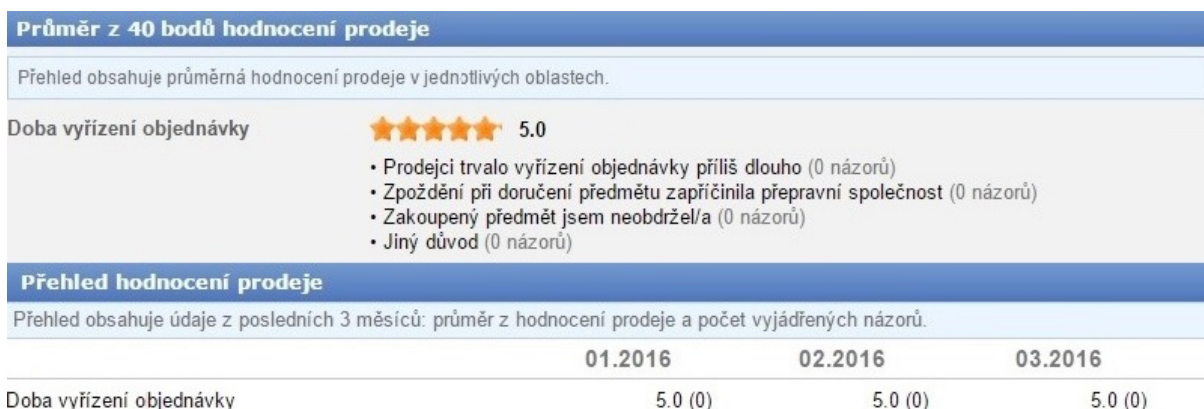 Průměr z 40 bodů hodnocení prodeje
Přehled obsahuje průměrná hodnocení prodeje v jednotlivých oblastech.
Doba vyřízení objednávky 5.0
• Prodejci trvalo vyřízení objednávky příliš dlouho (0 názorů)
• Zpoždění při doručení předmětu zapříčinila přepravní společnost (0 názorů)
• Zakoupený předmět jsem neobdržel/a (0 názorů)
• Jiný důvod (0 názorů)
Přehled hodnocení prodeje
Přehled obsahuje údaje z posledních 3 měsíců: průměr z hodnocení prodeje a počet vyjádřených názorů.
01.2016 02.2016 03.2016
Doba vyřízení objednávky 5.0 (0) 5.0 (0) 5.0 (0)